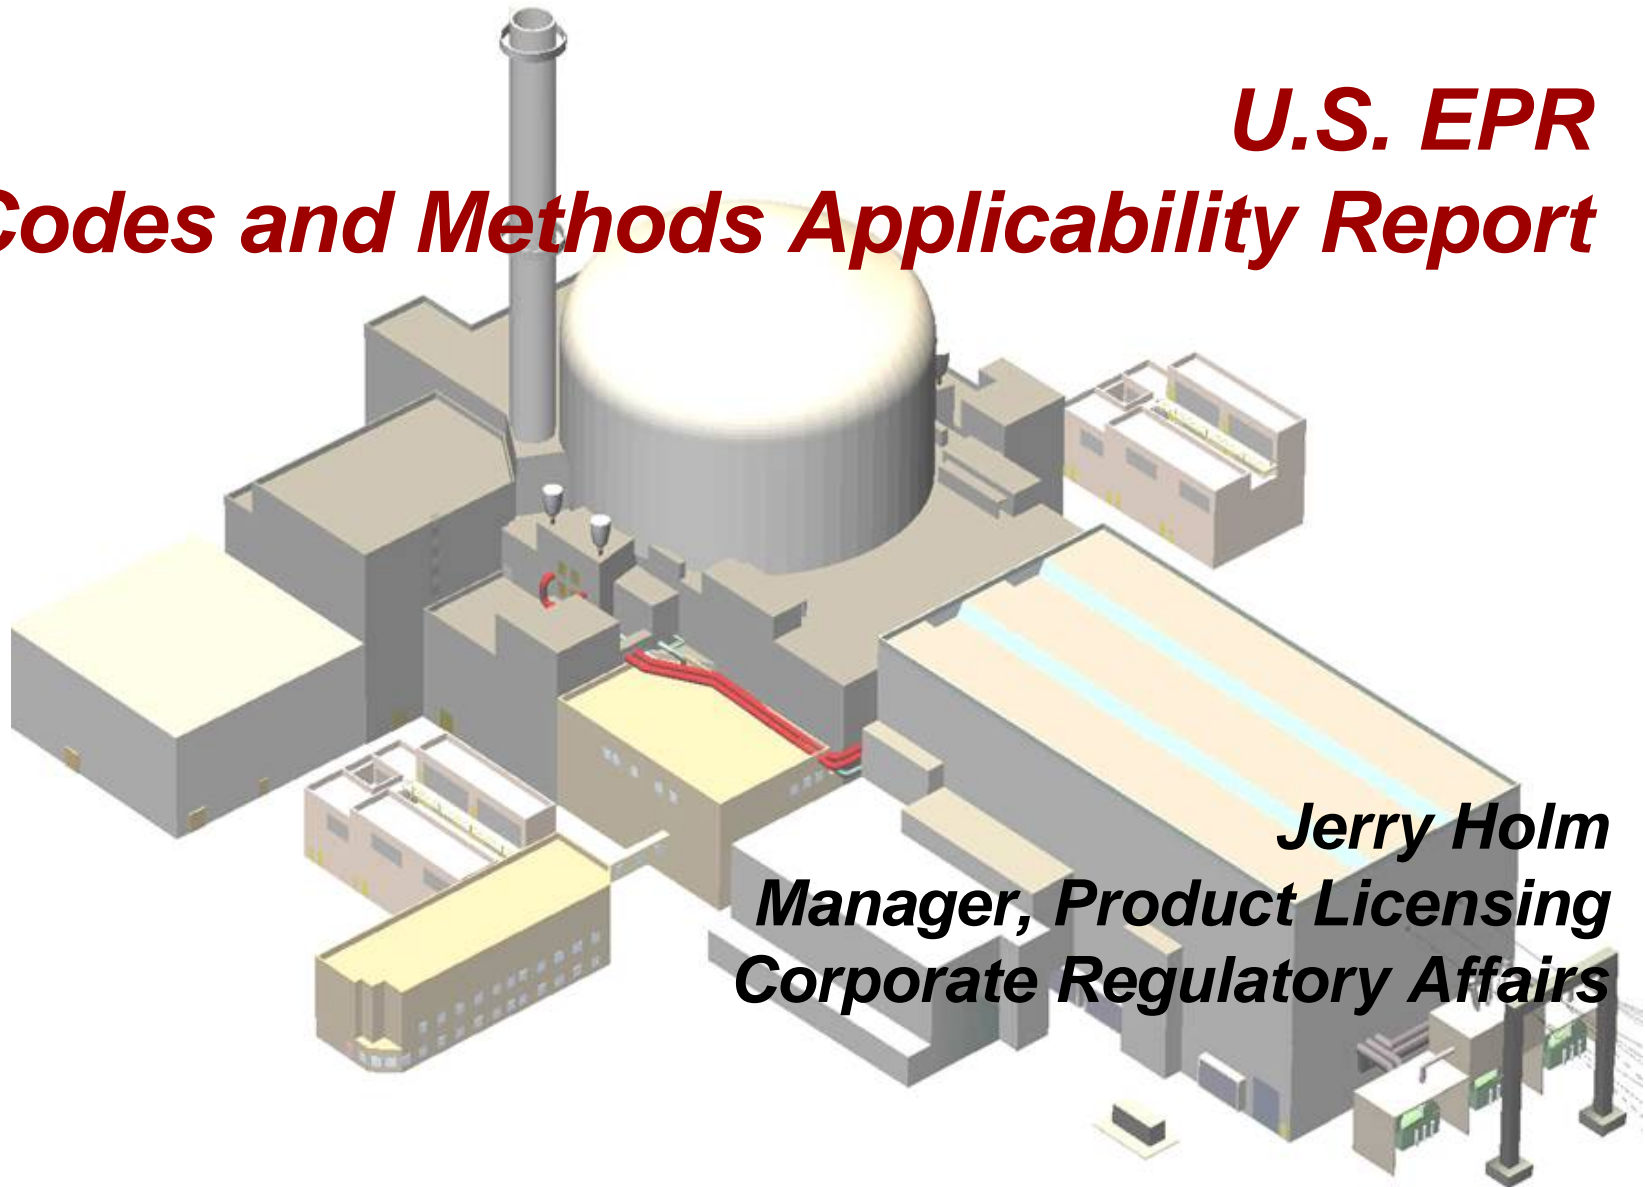 U.S. EPR
Codes and Methods Applicability Report
Jerry Holm
Manager, Product Licensing
Corporate Regulatory Affairs